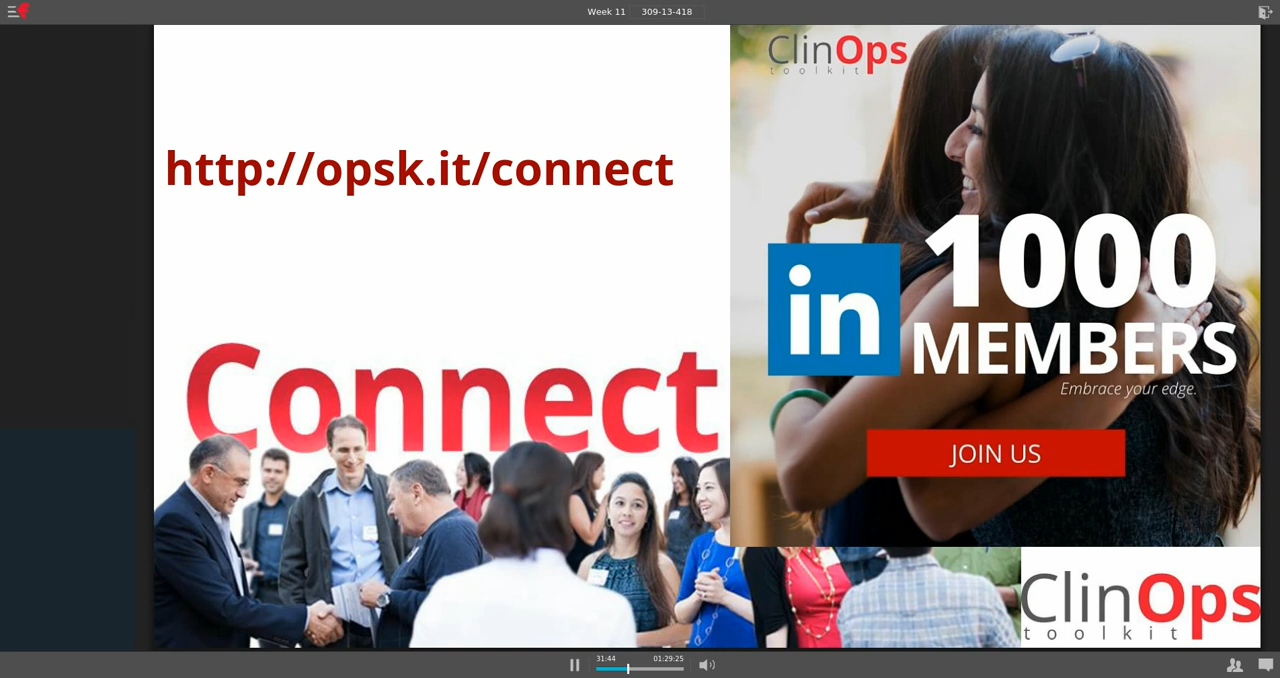 Week 11 309-13-418
http://opsk.it/connect
Connect
ClinOps
toolkit
in
1000
MEMBERS
Embrace your edge.
JOIN US
ClinOps
toolkit
31:44 01:29:25